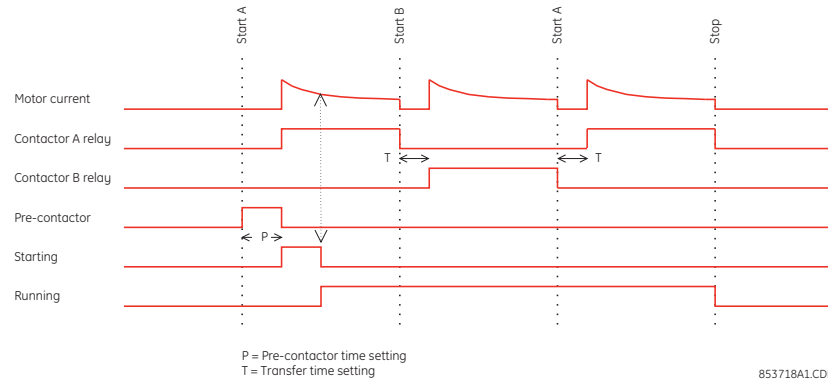 Start A
Start B
Start A
Stop
Motor current
Contactor A relay
T
T
Contactor B relay
Pre-contactor
P
Starting
Running
P = Pre-contactor time setting
T = Transfer time setting
853718A1.CD